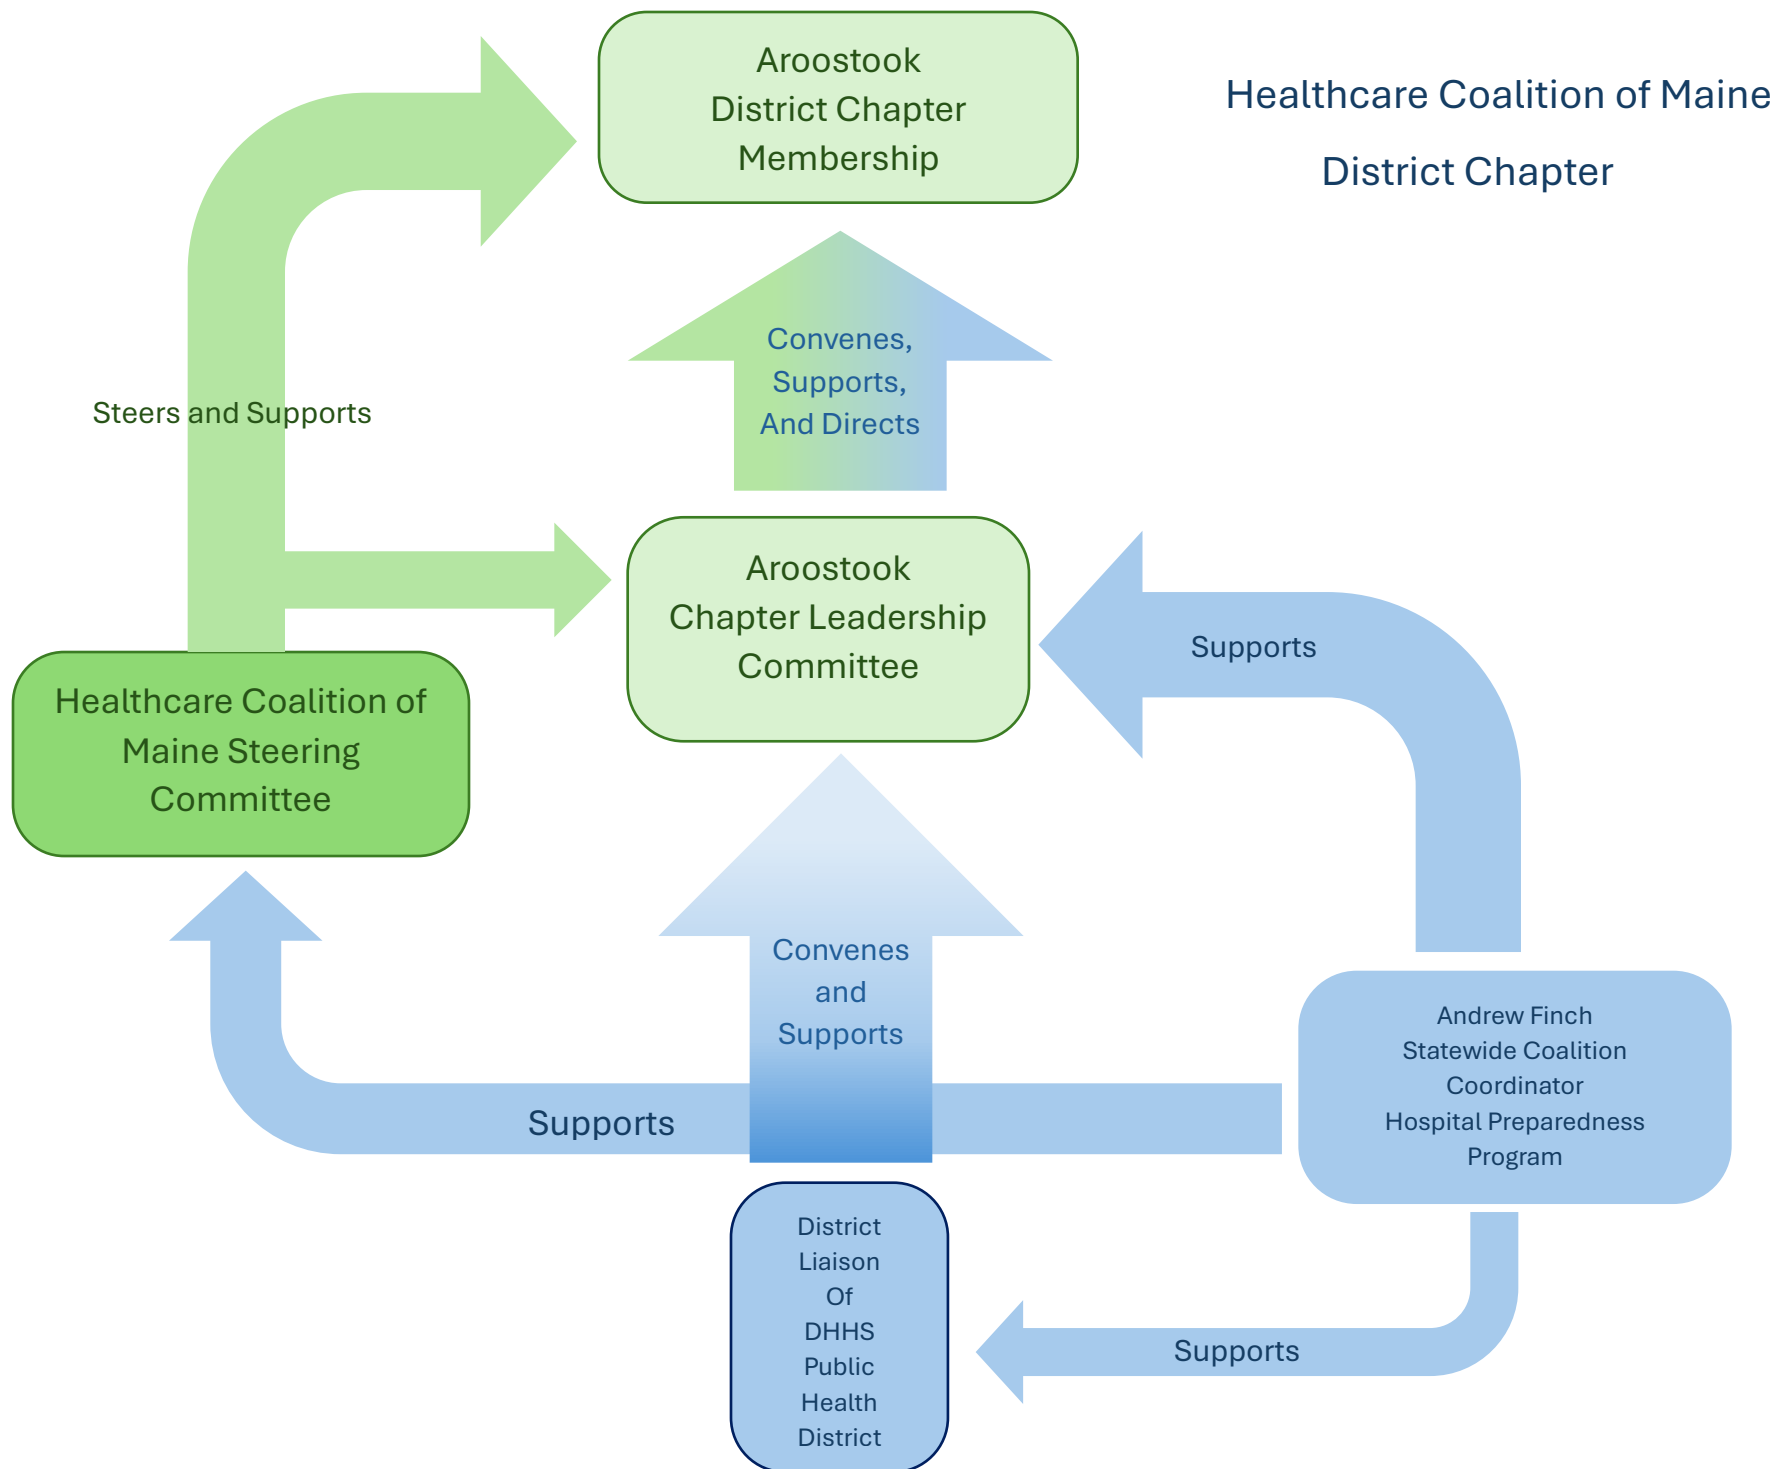 Aroostook
District Chapter
Membership
Healthcare Coalition of Maine
District Chapter
Convenes,
Supports,
And Directs
Steers and Supports
Aroostook
Chapter Leadership
Committee
Supports
Healthcare Coalition of
Maine Steering
Committee
Convenes
and
Supports
Andrew Finch
Statewide Coalition
Coordinator
Hospital Preparedness
Program
Supports
District
Liaison
Of
DHHS
Public
Health
District
Supports